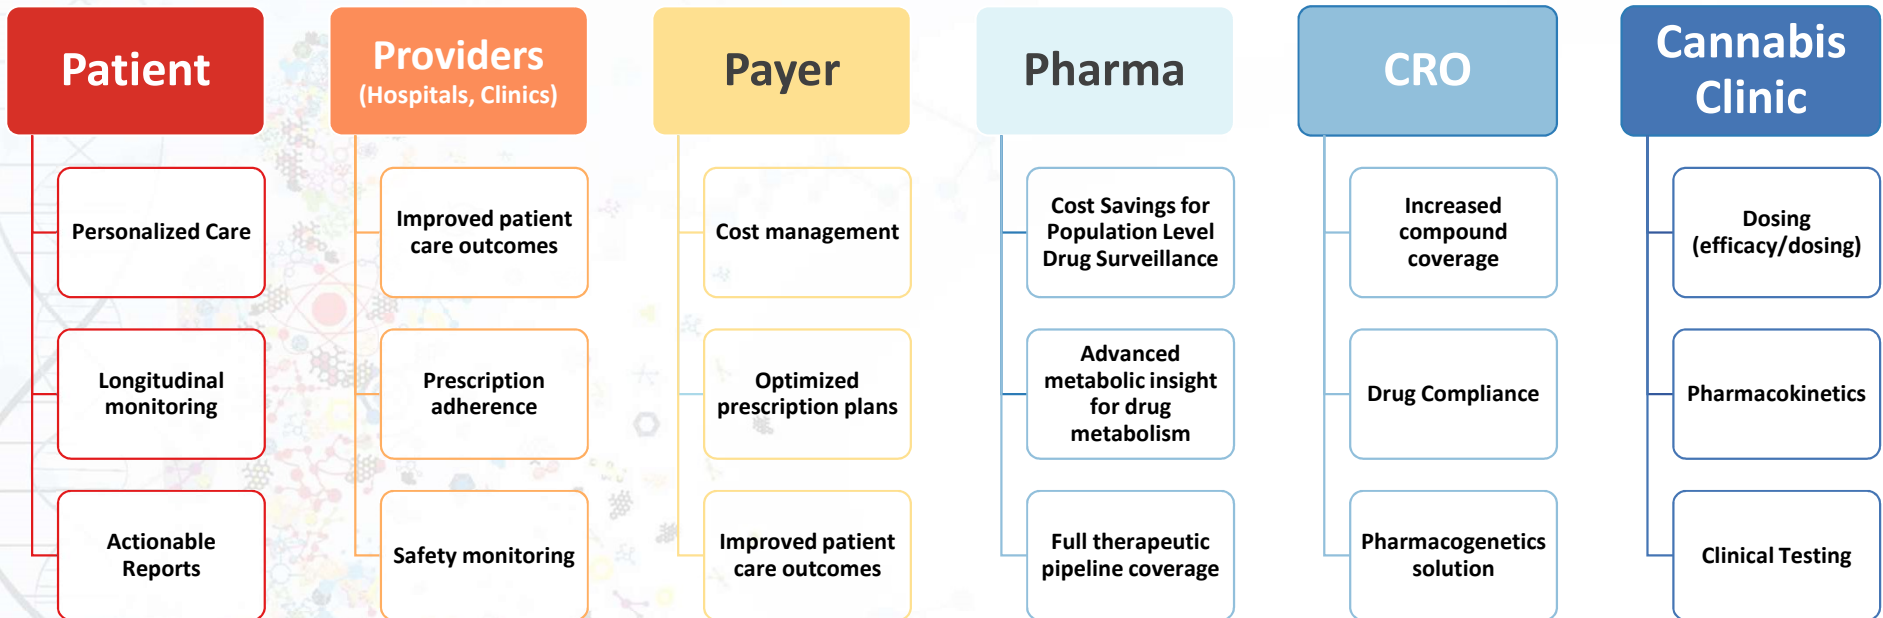 Patient
Personalized Care
Longitudinal
monitoring
Actionable
Reports
Providers
(Hospitals, Clinics)
Improved patient
care outcomes
Prescription
adherence
Safety monitoring
Payer
Cost management
Optimized
prescription plans
Improved patient
care outcomes
Pharma
Cost Savings for
Population Level
Drug Surveillance
Advanced
metabolic insight
for drug
metabolism
Full therapeutic
pipeline coverage
CRO
Increased
compound
coverage
Drug Compliance
Pharmacogenetics
solution
Cannabis
Clinic
Dosing
(efficacy/dosing)
Pharmacokinetics
Clinical Testing